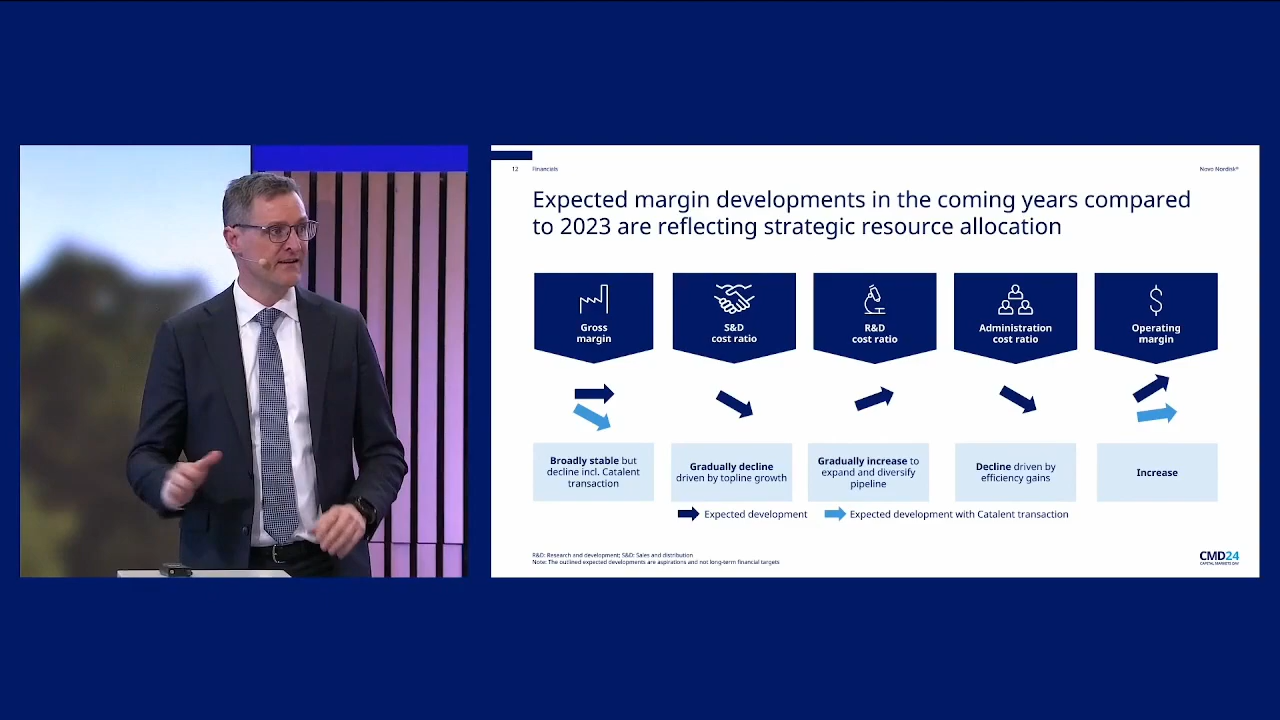 12
Financials
Novo Nordisk®
Expected margin developments in the coming years compared
to 2023 are reflecting strategic resource allocation
Gross
margin
S&D
cost ratio
R&D
cost ratio
Administration
cost ratio
Operating
margin
Broadly stable but
decline incl. Catalent
transaction
Gradually decline
driven by topline growth
Gradually increase to
expand and diversify
pipeline
Decline driven by
efficiency gains
Increase
Expected development
Expected development with Catalent transaction
R&D: Research and development; S&D: Sales and distribution
Note: The outlined expected developments are aspirations and not long-term financial targets
CMD24
CAPITAL MARKETS DAY